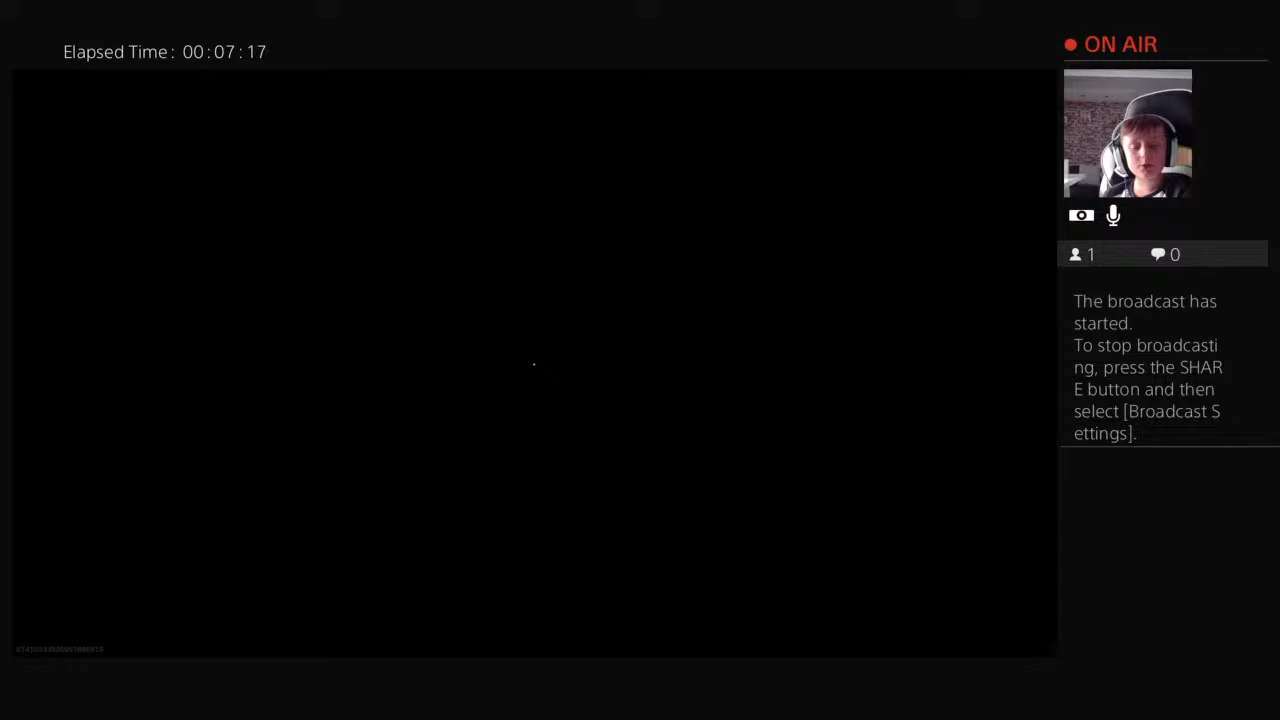 Elapsed Time: 00:07:17
ON AIR
1 0
The broadcast has
started.
To stop broadcasti
ng, press the SHAR
E button and then
select [Broadcast S
ettings].